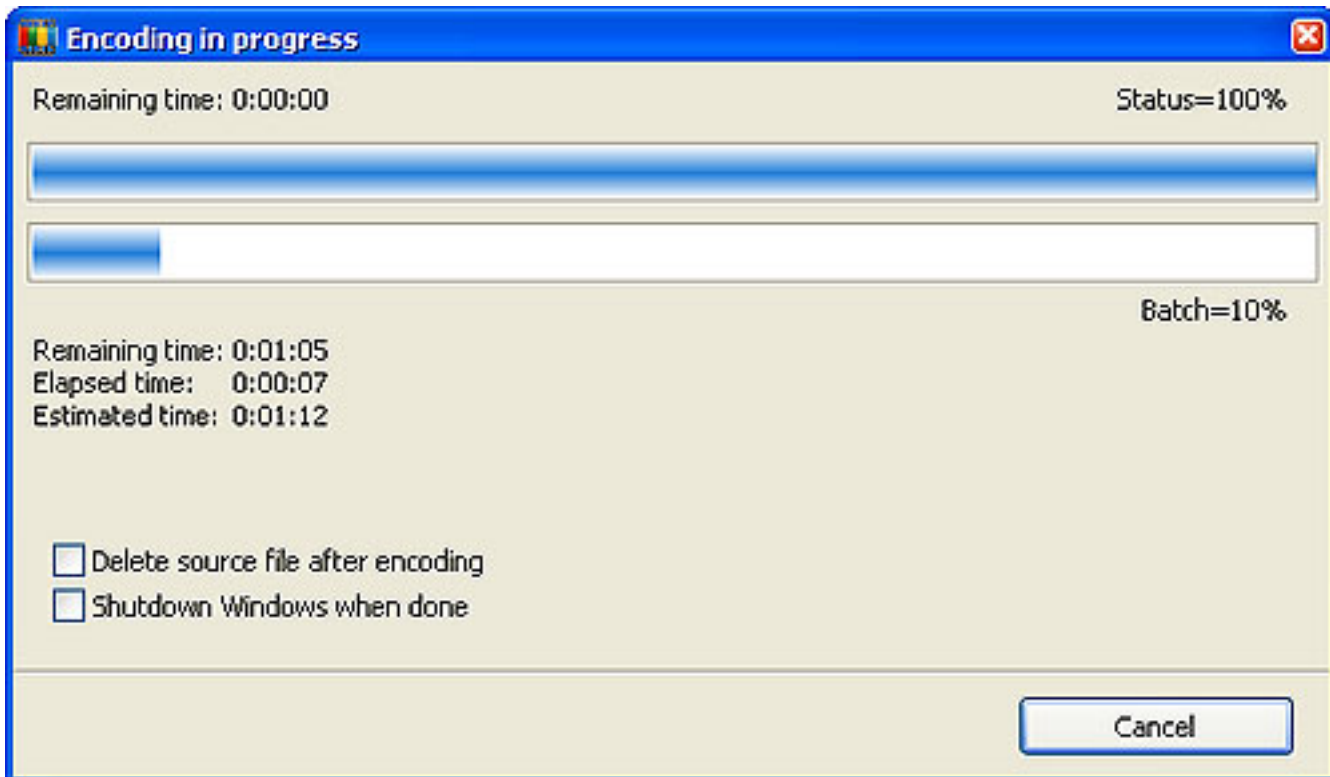 Encoding in progress
Remaining time: 0:00:00 Status=100%
Batch=10%
Remaining time: 0:01:05
Elapsed time: 0:00:07
Estimated time: 0:01:12
Delete source file after encoding
Shutdown Windows when done
Cancel